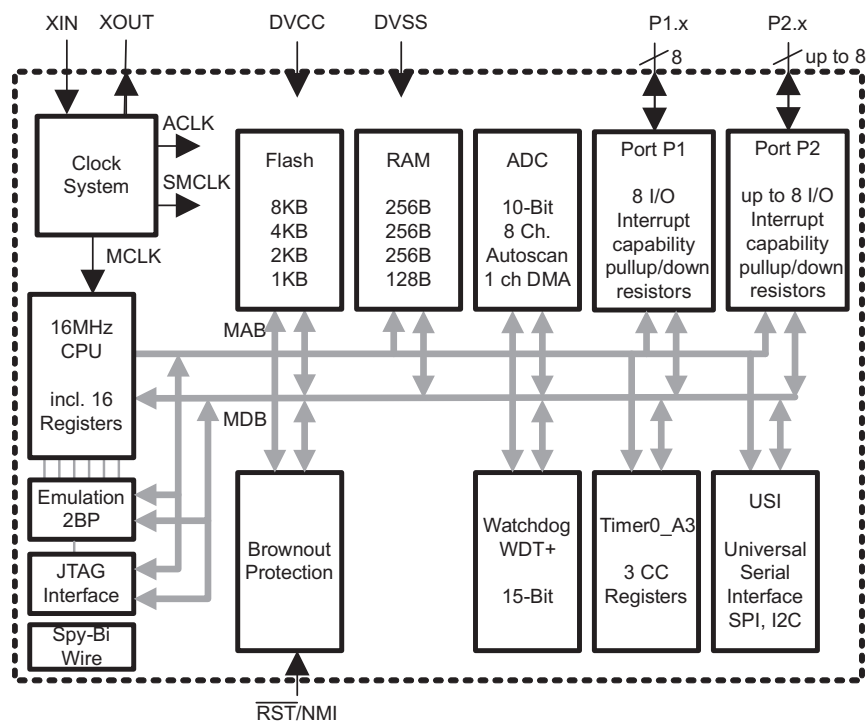 XIN
XOUT
DVCC
DVSS
P1.x
P2.x
8
up to 8
Clock
System
ACLK
SMCLK
MCLK
Flash
8KB
4KB
2KB
1KB
RAM
256B
256B
256B
128B
ADC
10-Bit
8 Ch.
Autoscan
1 ch DMA
Port P1
8 I/O
Interrupt
capability
pullup/down
resistors
Port P2
up to 8 I/O
Interrupt
capability
pullup/down
resistors
16MHz
CPU
incl. 16
Registers
MAB
MDB
Emulation
2BP
JTAG
Interface
Spy-Bi
Wire
Brownout
Protection
Watchdog
WDT+
15-Bit
Timer0_A3
3 CC
Registers
USI
Universal
Serial
Interface
SPI, I2C
RST/NMI